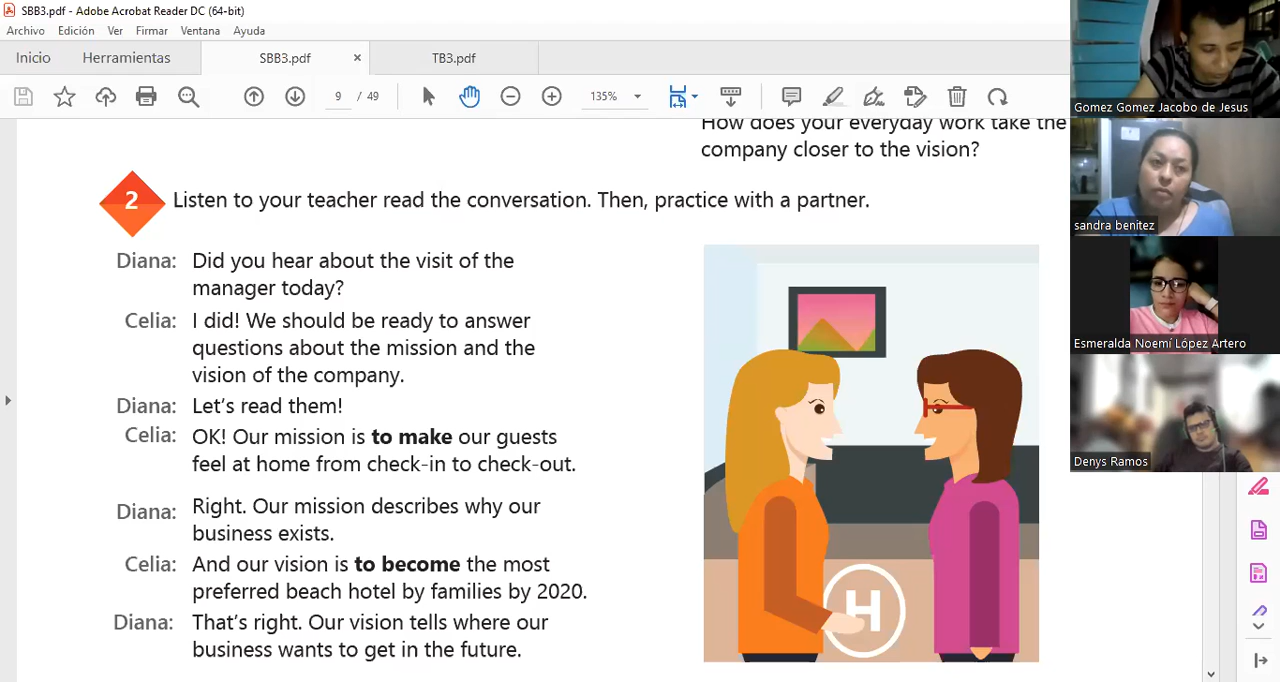 SBB3.pdf - Adobe Acrobat Reader DC (64-bit)
Archivo Edición Ver Firmar Ventana Ayuda
Inicio Herramientas SBB3.pdf × TB3.pdf
9 / 49 135%
How does your everyday work take the
company closer to the vision?
2 Listen to your teacher read the conversation. Then, practice with a partner.
Diana: Did you hear about the visit of the
manager today?
Celia: I did! We should be ready to answer
questions about the mission and the
vision of the company.
Diana: Let's read them!
Celia: OK! Our mission is to make our guests
feel at home from check-in to check-out.
Diana: Right. Our mission describes why our
business exists.
Celia: And our vision is to become the most
preferred beach hotel by families by 2020.
Diana: That's right. Our vision tells where our
business wants to get in the future.
H
Gomez Gomez Jacobo de Jesus
sandra benitez
Esmeralda Noemí López Artero
Denys Ramos